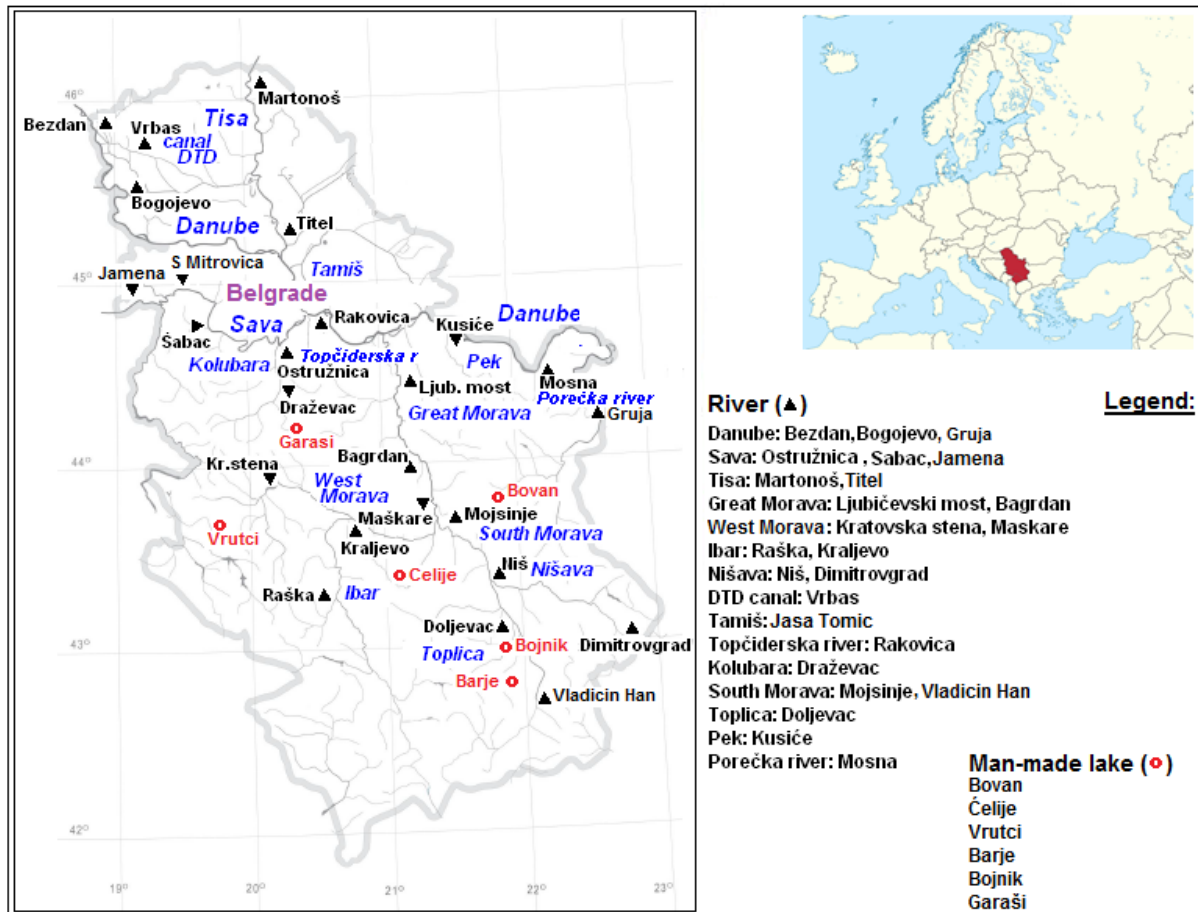 Martonoš
46°
Bezdan
Vrbas
Tisa
canal
DTD
Bogojevo
Danube
Titel
S Mitrovica
Jamena
45°
Tamiš
Belgrade
Sava
Šabac
Rakovica
Kusiće
Danube
Kolubara
Topčiderska r
Ostružnica
Pek
Ljub. most
Mosna
Porečka river
Draževac
Great Morava
Gruja
Garasi
44°
Kr.stena
Bagrdan
West
Morava
Bovan
Vrutci
Maškare
Mojsinje
South Morava
Kraljevo
Celije
Niš
Nišava
Raška
Ibar
Doljevac
Dimitrovgrad
43°
Toplica
Bojnik
Barje
Vladicin Han
42°
19°
20°
21°
22°
23°
River (▲)
Legend:
Danube: Bezdan,Bogojevo, Gruja
Sava: Ostružnica , Sabac,Jamena
Tisa: Martonoš,Titel
Great Morava: Ljubičevski most, Bagrdan
West Morava: Kratovska stena, Maskare
Ibar: Raška, Kraljevo
Nišava: Niš, Dimitrovgrad
DTD canal: Vrbas
Tamiš: Jasa Tomic
Topčiderska river: Rakovica
Kolubara: Draževac
South Morava: Mojsinje, Vladicin Han
Toplica: Doljevac
Pek: Kusiće
Porečka river: Mosna
Man-made lake (o)
Bovan
Ćelije
Vrutci
Barje
Bojnik
Garaši